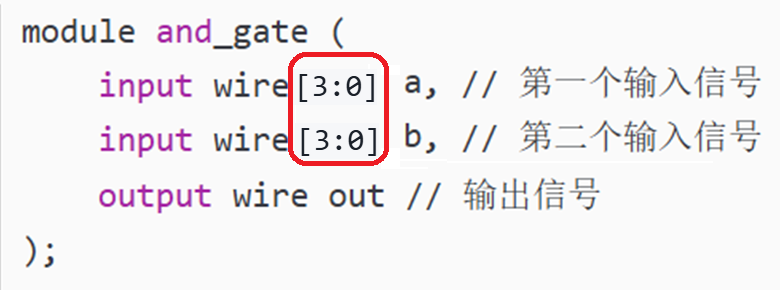 module and_gate (
input wire[3:0] a, // 第一个输入信号
input wire[3:0] b, // 第二个输入信号
output wire out // 输出信号
);